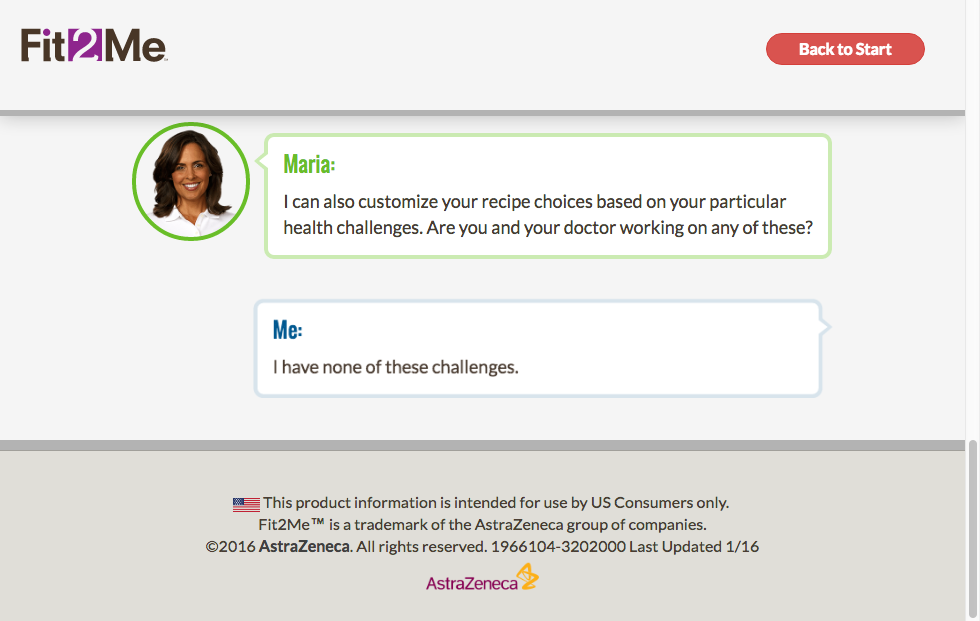 Fit2Me™
Back to Start
Maria:
I can also customize your recipe choices based on your particular
health challenges. Are you and your doctor working on any of these?
Me:
I have none of these challenges.
This product information is intended for use by US Consumers only.
Fit2Me™ is a trademark of the AstraZeneca group of companies.
©2016 AstraZeneca. All rights reserved. 1966104-3202000 Last Updated 1/16
AstraZeneca